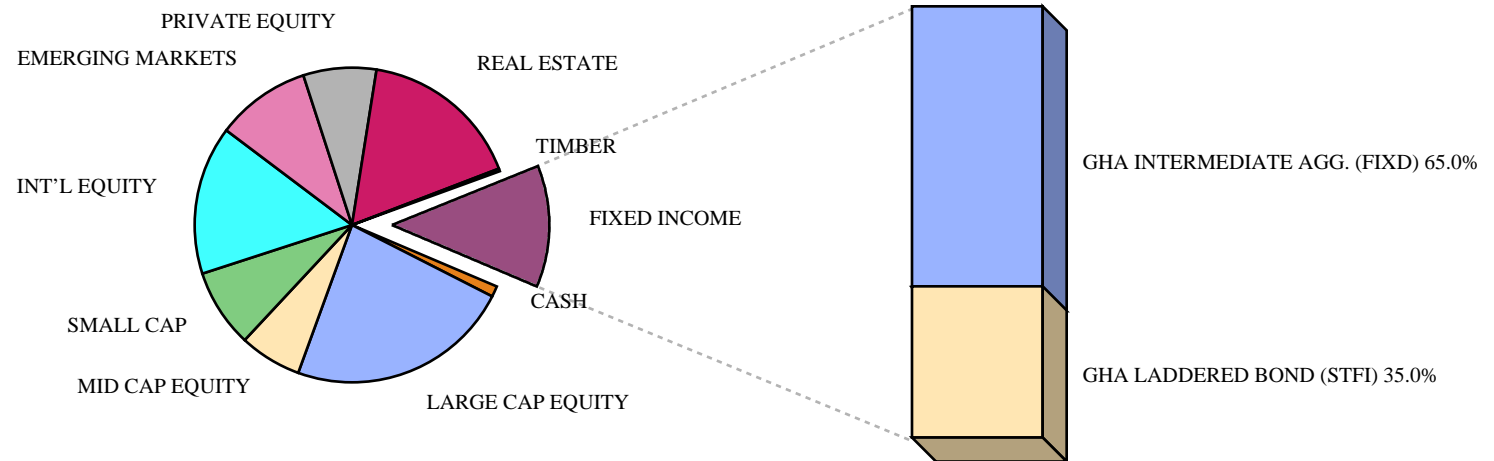 PRIVATE EQUITY
EMERGING MARKETS
REAL ESTATE
TIMBER
GHA INTERMEDIATE AGG. (FIXD) 65.0%
INT'L EQUITY
FIXED INCOME
CASH
SMALL CAP
MID CAP EQUITY
GHA LADDERED BOND (STFI) 35.0%
LARGE CAP EQUITY